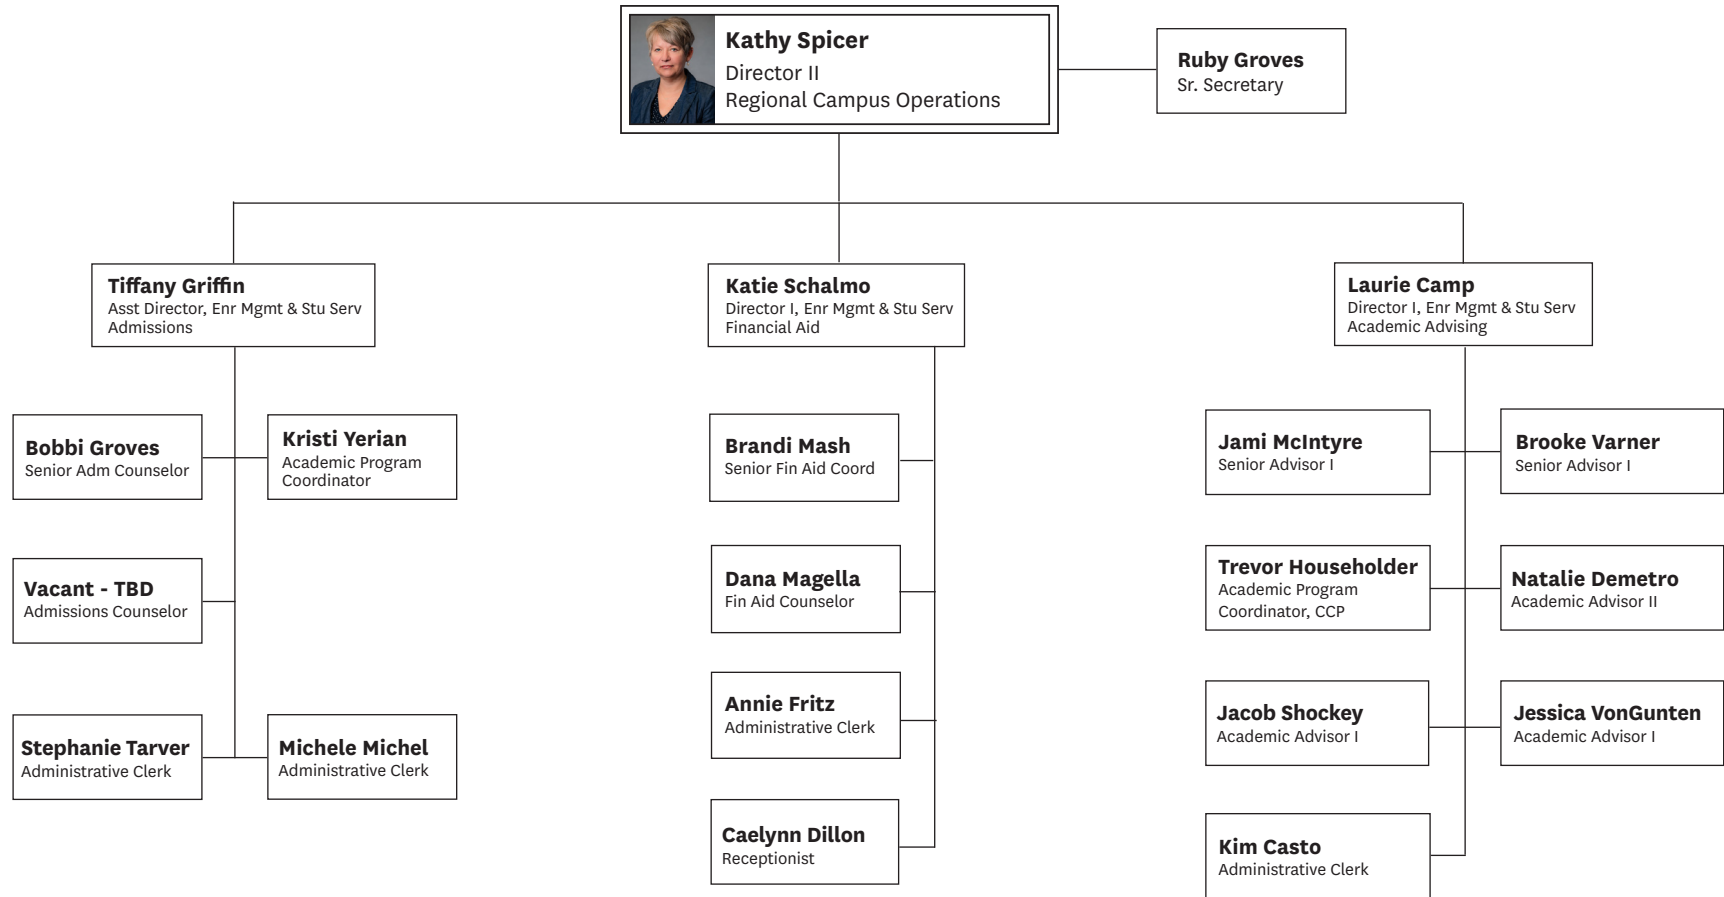 Kathy Spicer
Director II
Regional Campus Operations
Ruby Groves
Sr. Secretary
Tiffany Griffin
Asst Director, Enr Mgmt & Stu Serv
Admissions
Katie Schalmo
Director I, Enr Mgmt & Stu Serv
Financial Aid
Laurie Camp
Director I, Enr Mgmt & Stu Serv
Academic Advising
Bobbi Groves
Senior Adm Counselor
Kristi Yerian
Academic Program
Coordinator
Vacant - TBD
Admissions Counselor
Stephanie Tarver
Administrative Clerk
Michele Michel
Administrative Clerk
Brandi Mash
Senior Fin Aid Coord
Dana Magella
Fin Aid Counselor
Annie Fritz
Administrative Clerk
Caelynn Dillon
Receptionist
Jami McIntyre
Senior Advisor I
Brooke Varner
Senior Advisor I
Trevor Householder
Academic Program
Coordinator, CCP
Natalie Demetro
Academic Advisor II
Jacob Shockey
Academic Advisor I
Jessica VonGunten
Academic Advisor I
Kim Casto
Administrative Clerk